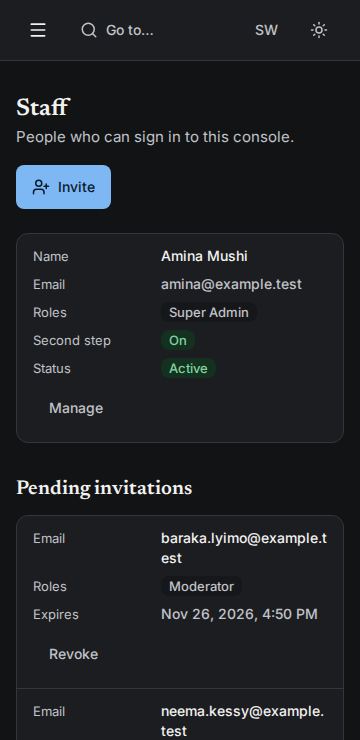 Go to... SW
Staff
People who can sign in to this console.
Invite
Name Amina Mushi
Email amina@example.test
Roles Super Admin
Second step On
Status Active
Manage
Pending invitations
Email baraka.lyimo@example.t
est
Roles Moderator
Expires Nov 26, 2026, 4:50 PM
Revoke
Email neema.kessy@example.
test